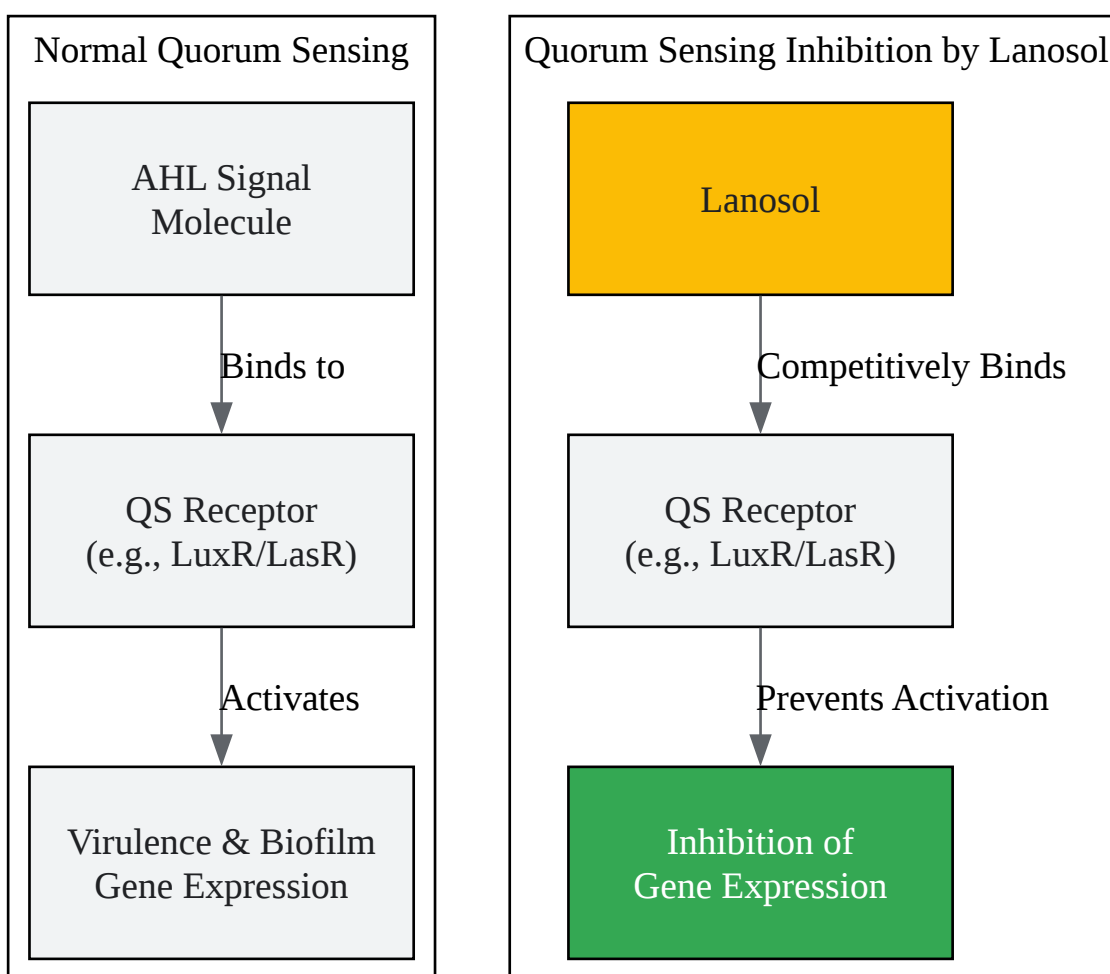 Normal Quorum Sensing
AHL Signal
Molecule
Binds to
QS Receptor
(e.g., LuxR/LasR)
Activates
Virulence & Biofilm
Gene Expression
Quorum Sensing Inhibition by Lanosol
Lanosol
Competitively Binds
QS Receptor
(e.g., LuxR/LasR)
Prevents Activation
Inhibition of
Gene Expression